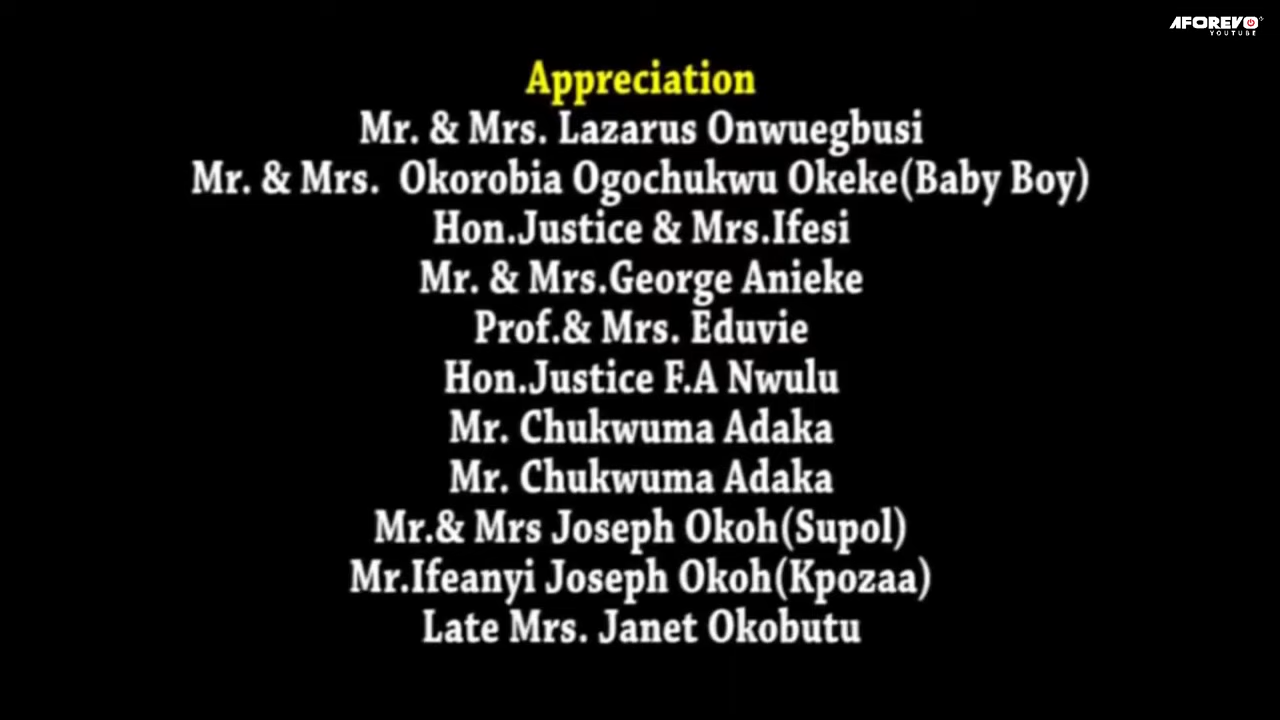 AFOREVO
YOUTUBE
Appreciation
Mr. & Mrs. Lazarus Onwuegbusi
Mr. & Mrs.  Okorobia Ogochukwu Okeke(Baby Boy)
Hon.Justice & Mrs.Ifesi
Mr. & Mrs.George Anieke
Prof.& Mrs. Eduvie
Hon.Justice F.A Nwulu
Mr. Chukwuma Adaka
Mr. Chukwuma Adaka
Mr.& Mrs Joseph Okoh(Supol)
Mr.Ifeanyi Joseph Okoh(Kpozaa)
Late Mrs. Janet Okobutu